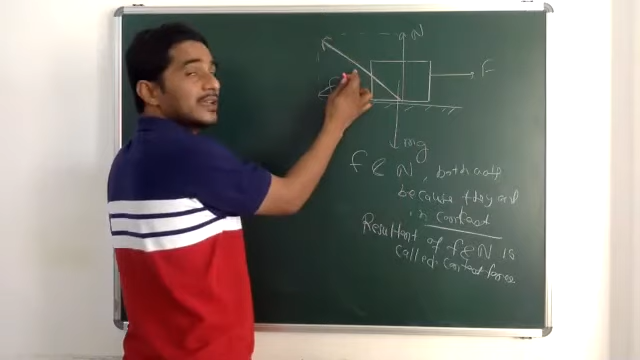 N
F
f
mg
f & N, both act
because they are
in contact
Resultant of f & N is
called contact force